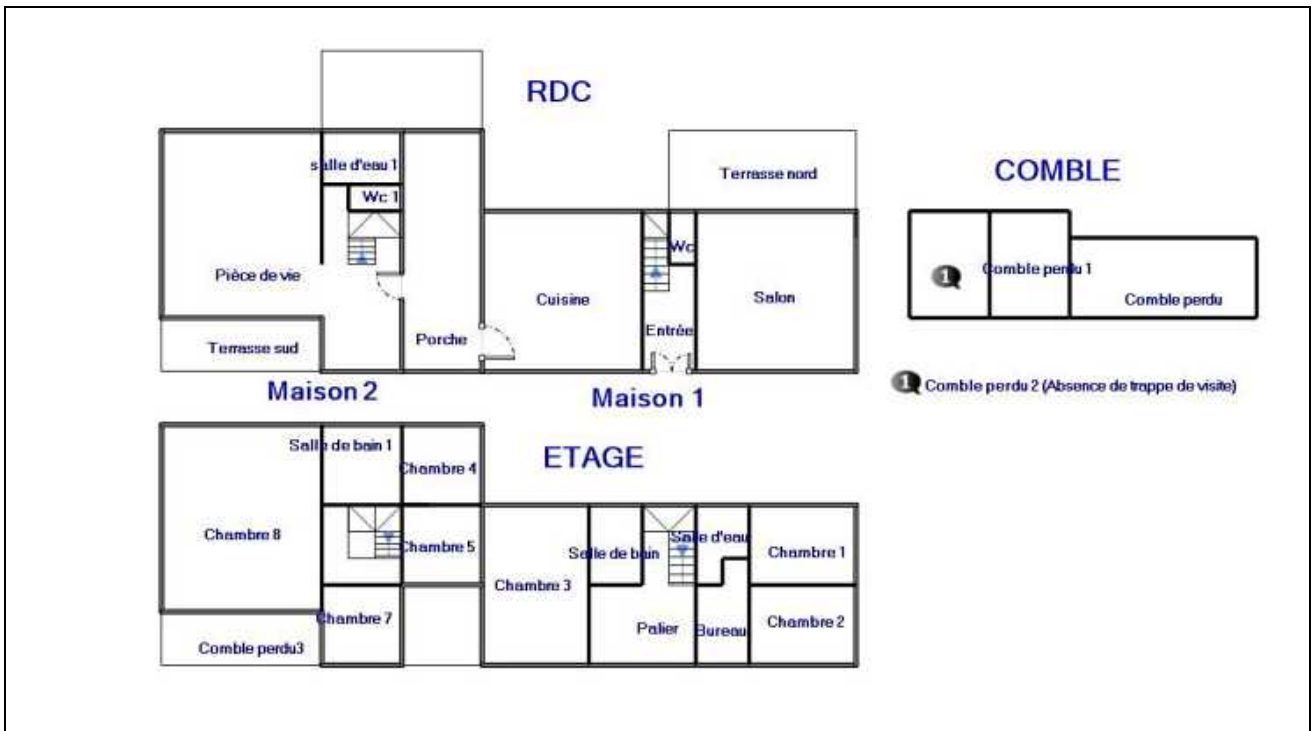 RDC
salle d'eau 1
Wc 1
Pièce de vie
Terrasse sud
Porche
Cuisine
Entrée
Wc
Salon
Terrasse nord
Maison 2
Maison 1
COMBLE
1
Comble perdu 1
Comble perdu
1 Comble perdu 2 (Absence de trappe de visite)
ETAGE
Salle de bain 1
Chambre 4
Chambre 8
Chambre 5
Chambre 7
Comble perdu3
Chambre 3
Salle de bain
Salle d'eau
Palier
Bureau
Chambre 1
Chambre 2